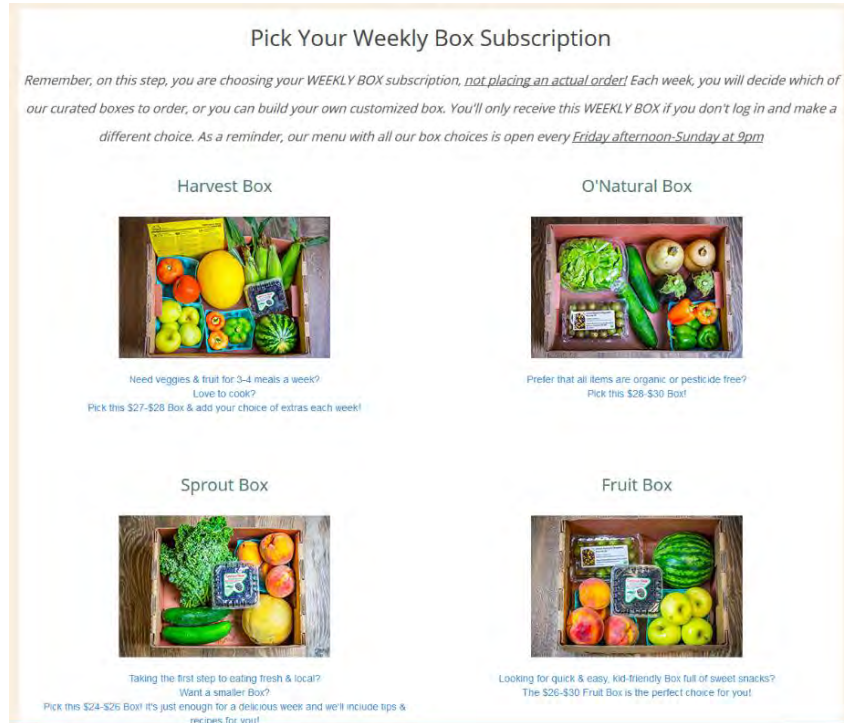 Pick Your Weekly Box Subscription
Remember, on this step, you are choosing your WEEKLY BOX subscription, not placing an actual order! Each week, you will decide which of
our curated boxes to order, or you can build your own customized box. You'll only receive this WEEKLY BOX if you don't log in and make a
different choice. As a reminder, our menu with all our box choices is open every Friday afternoon-Sunday at 9pm
Harvest Box
O'Natural Box
Need veggies & fruit for 3-4 meals a week?
Love to cook?
Pick this $27-$28 Box & add your choice of extras each week!
Prefer that all items are organic or pesticide free?
Pick this $28-$30 Box!
Sprout Box
Fruit Box
Taking the first step to eating fresh & local?
Want a smaller Box?
Pick this $24-$26 Box! It's just enough for a delicious week and we'll include tips &
recipes for you!
Looking for quick & easy, kid-friendly Box full of sweet snacks?
The $26-$30 Fruit Box is the perfect choice for you!